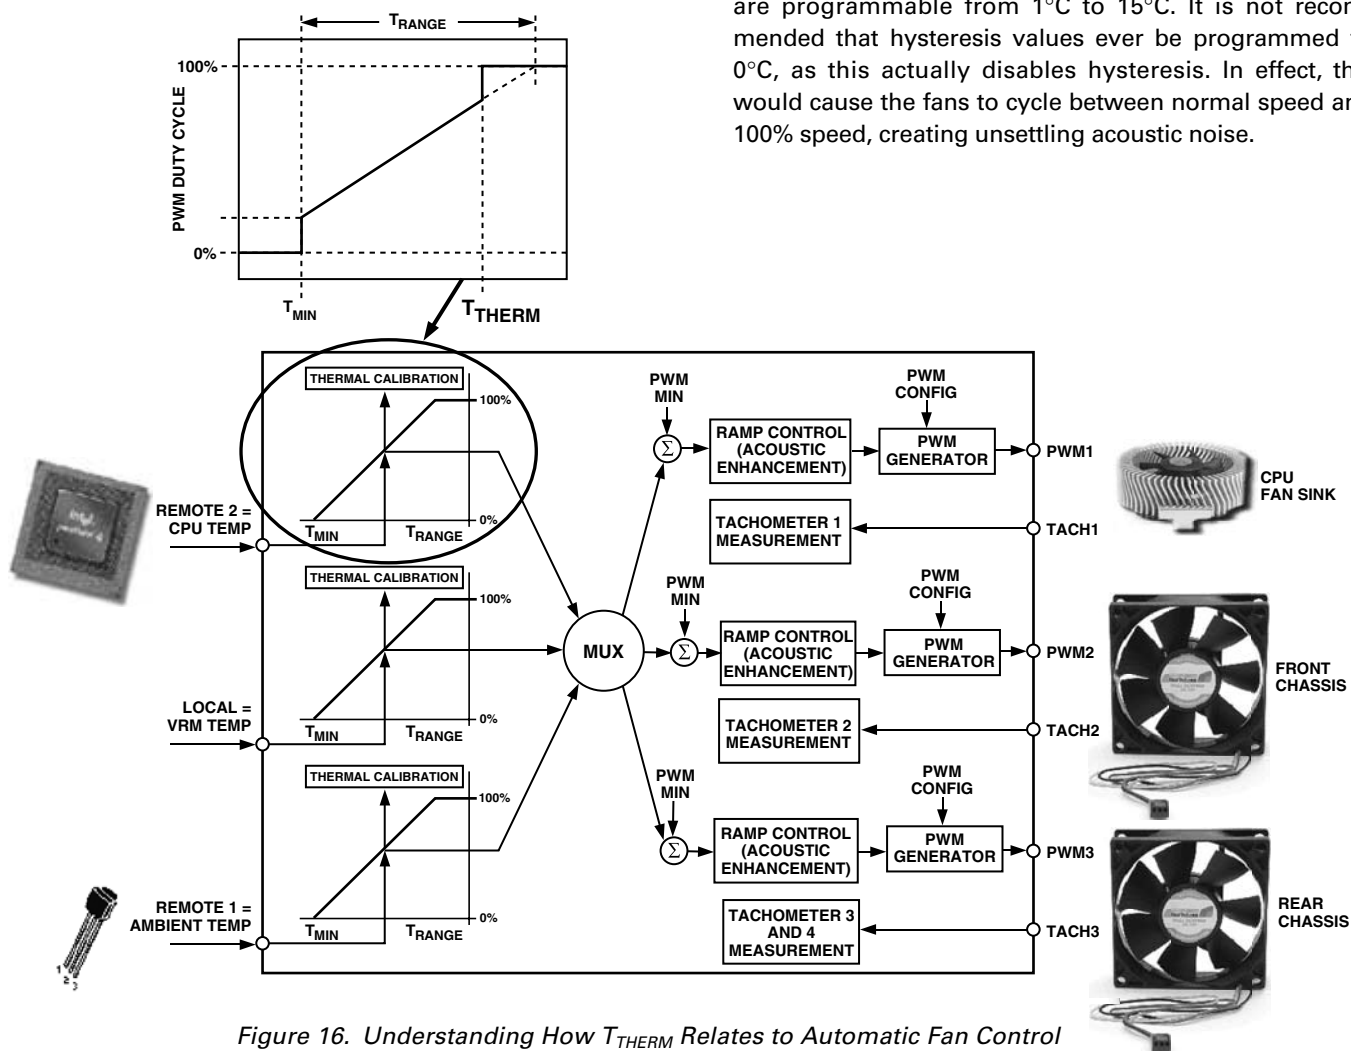 are programmable from 1°C to 15°C. It is not recom
mended that hysteresis values ever be programmed
0°C, as this actually disables hysteresis. In effect, th
would cause the fans to cycle between normal speed an
100% speed, creating unsettling acoustic noise.
TRANGE
100%
PWM DUTY CYCLE
0%
TMIN
TTHERM
THERMAL CALIBRATION
100%
REMOTE 2 =
CPU TEMP
TMIN
TRANGE
0%
THERMAL CALIBRATION
100%
LOCAL =
VRM TEMP
TMIN
TRANGE
0%
THERMAL CALIBRATION
100%
REMOTE 1 =
AMBIENT TEMP
TMIN
TRANGE
0%
1
2
3
MUX
PWM
MIN
Σ
RAMP CONTROL
(ACOUSTIC
ENHANCEMENT)
PWM
CONFIG
PWM
GENERATOR
PWM1
CPU
FAN SINK
TACHOMETER 1
MEASUREMENT
TACH1
PWM
MIN
Σ
RAMP CONTROL
(ACOUSTIC
ENHANCEMENT)
PWM
CONFIG
PWM
GENERATOR
PWM2
FRONT
CHASSIS
TACHOMETER 2
MEASUREMENT
TACH2
PWM
MIN
Σ
RAMP CONTROL
(ACOUSTIC
ENHANCEMENT)
PWM
CONFIG
PWM
GENERATOR
PWM3
REAR
CHASSIS
TACHOMETER 3
AND 4
MEASUREMENT
TACH3
Figure 16. Understanding How TTHERM Relates to Automatic Fan Control